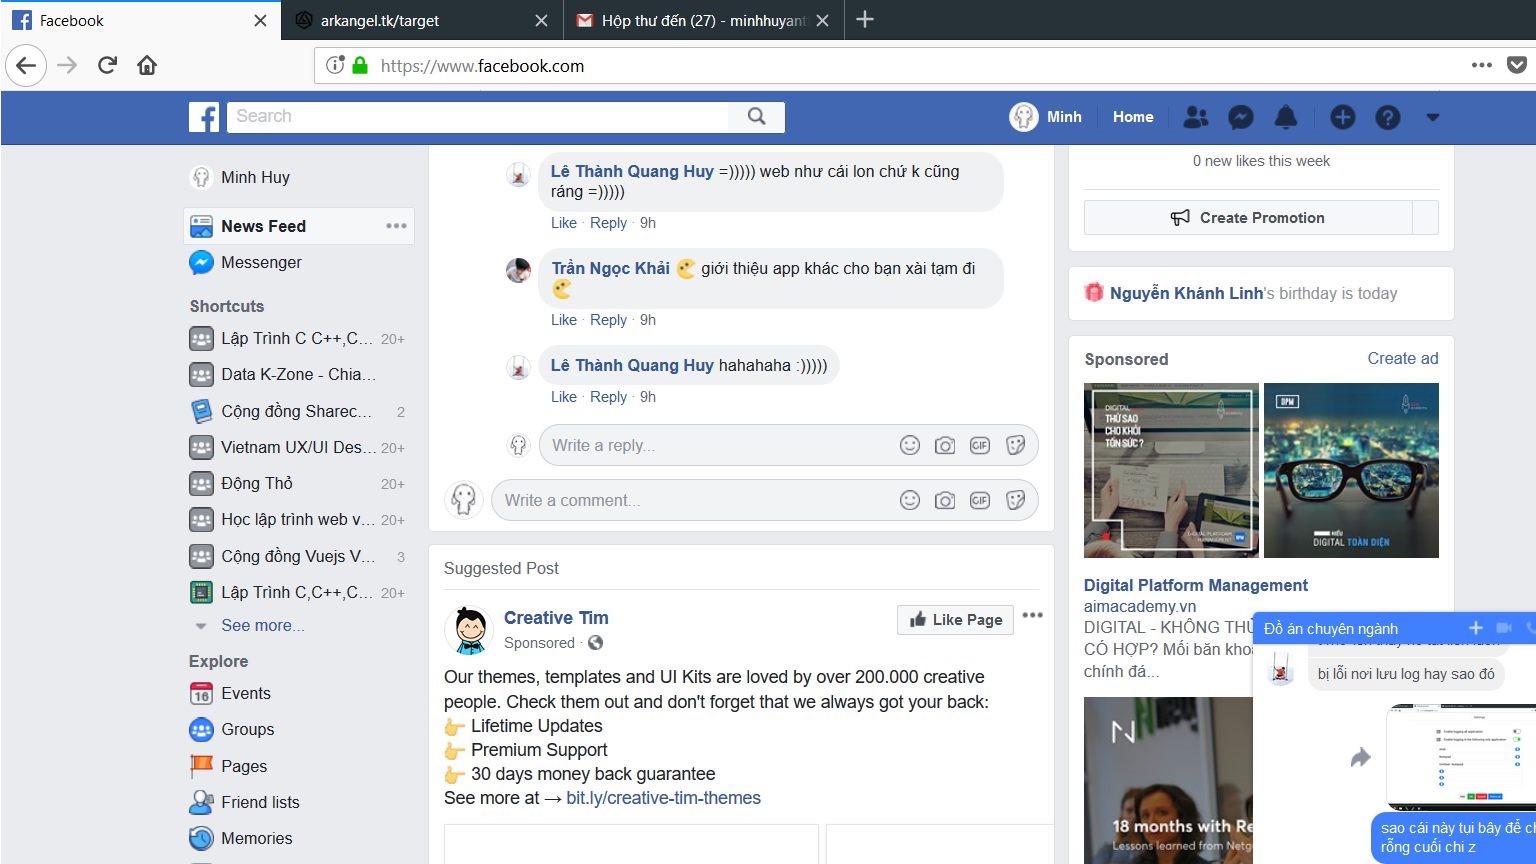 Facebook
arkangel.tk/target
Hộp thư đến (27) - minhhuyant
https://www.facebook.com
Search
Minh
Home
Minh Huy
News Feed
Messenger
Shortcuts
Lập Trình C C++,C... 20+
Data K-Zone - Chia...
Cộng đồng Sharec... 2
Vietnam UX/UI Des... 20+
Động Thỏ 20+
Học lập trình web v... 20+
Cộng đồng Vuejs V... 3
Lập Trình C,C++,C... 20+
See more...
Explore
Events
16
Groups
Pages
Friend lists
Memories
Lê Thành Quang Huy =))))) web như cái lon chứ k cũng
ráng =)))))
Like · Reply · 9h
Trần Ngọc Khải giới thiệu app khác cho bạn xài tạm đi
Like · Reply · 9h
Lê Thành Quang Huy hahahaha :)))))
Like · Reply · 9h
Write a reply...
GIF
Write a comment...
GIF
Suggested Post
Creative Tim
Sponsored ·
Like Page
Our themes, templates and UI Kits are loved by over 200.000 creative
people. Check them out and don't forget that we always got your back:
👉 Lifetime Updates
👉 Premium Support
👉 30 days money back guarantee
See more at → bit.ly/creative-tim-themes
0 new likes this week
Create Promotion
Nguyễn Khánh Linh's birthday is today
Sponsored
Create ad
DIGITAL
THỬ SAO
CHO KHỎI
TỐN SỨC ?
DIGITAL PLATFORM
MANAGEMENT
DPM
HIỂU
DIGITAL TOÀN DIỆN
Digital Platform Management
aimacademy.vn
DIGITAL - KHÔNG THỬ
CÓ HỢP? Mối băn khoa
chính đá...
18 months with Re
Lessons learned from Netg
Đồ án chuyên ngành
bị lỗi nơi lưu log hay sao đó
sao cái này tụi bây để ch
rỗng cuối chi z